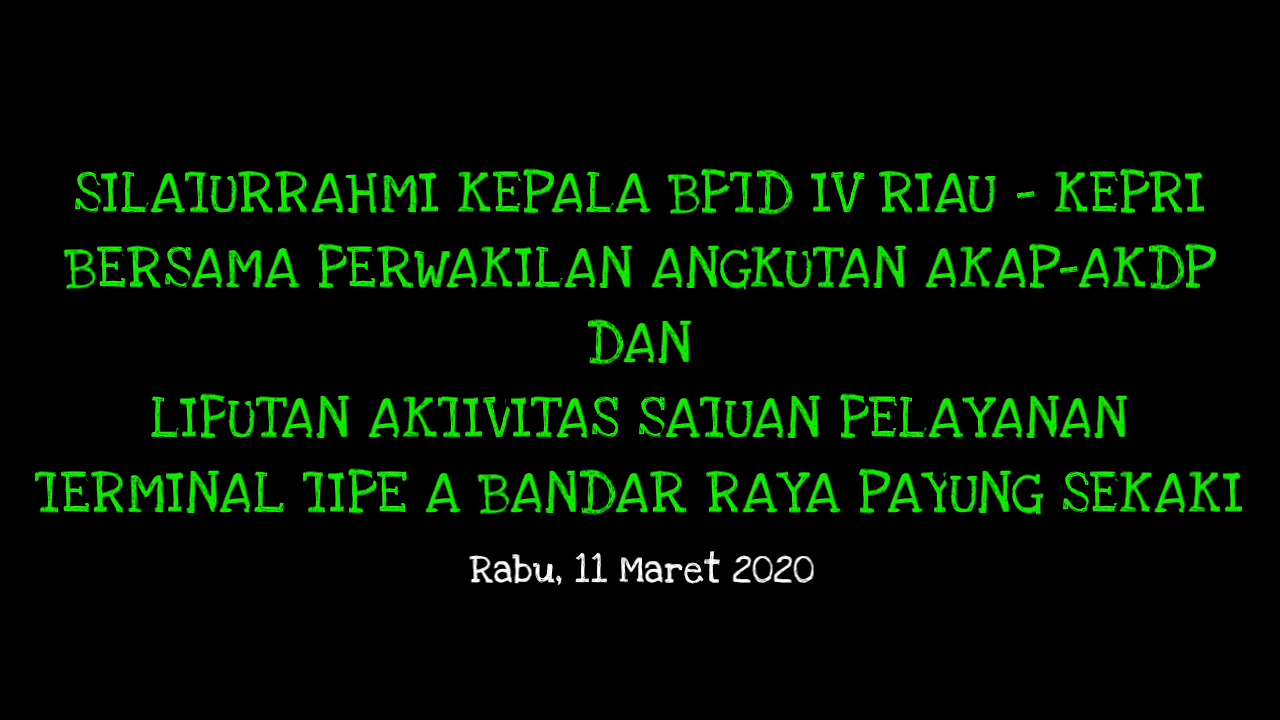 SILATURRAHMI KEPALA BPTD IV RIAU - KEPRI
BERSAMA PERWAKILAN ANGKUTAN AKAP-AKDP
DAN
LIPUTAN AKTIVITAS SATUAN PELAYANAN
TERMINAL TIPE A BANDAR RAYA PAYUNG SEKAKI
Rabu, 11 Maret 2020